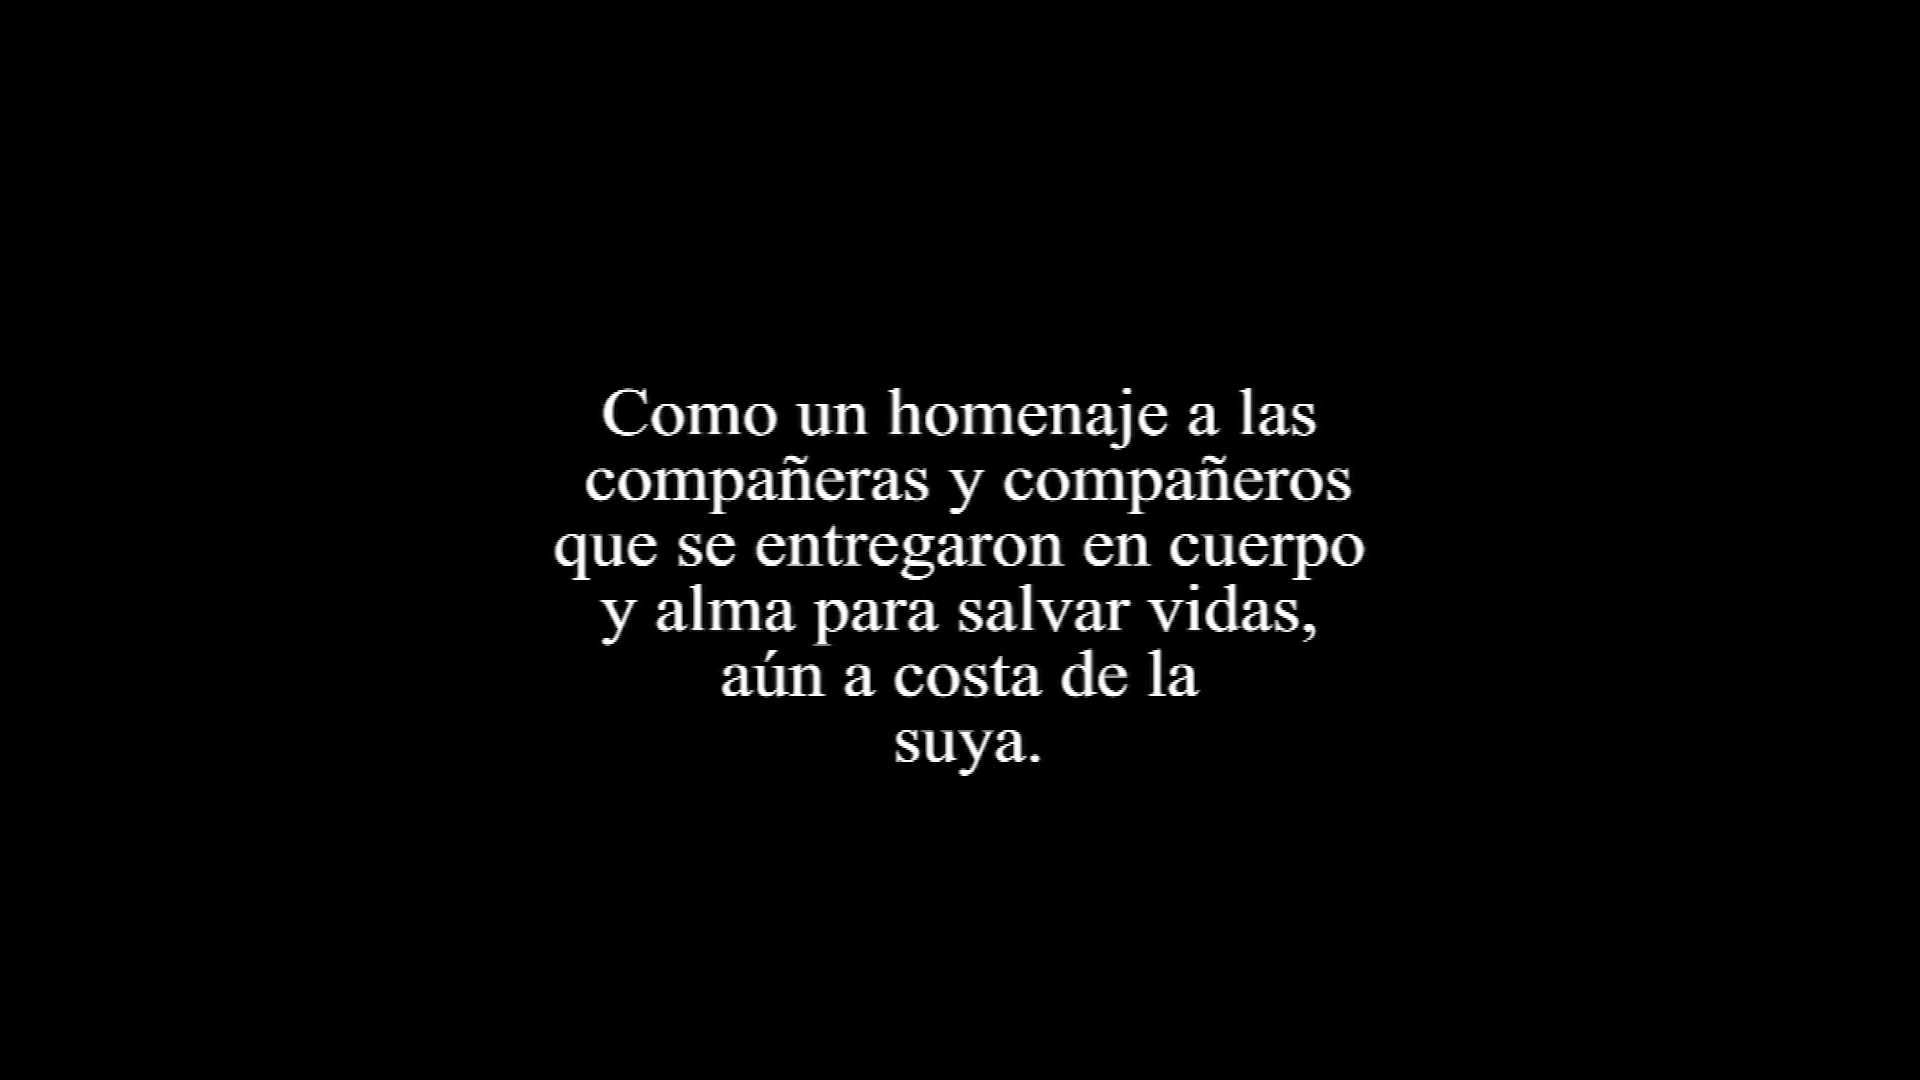 Como un homenaje a las
compañeras y compañeros
que se entregaron en cuerpo
y alma para salvar vidas,
aún a costa de la
suya.